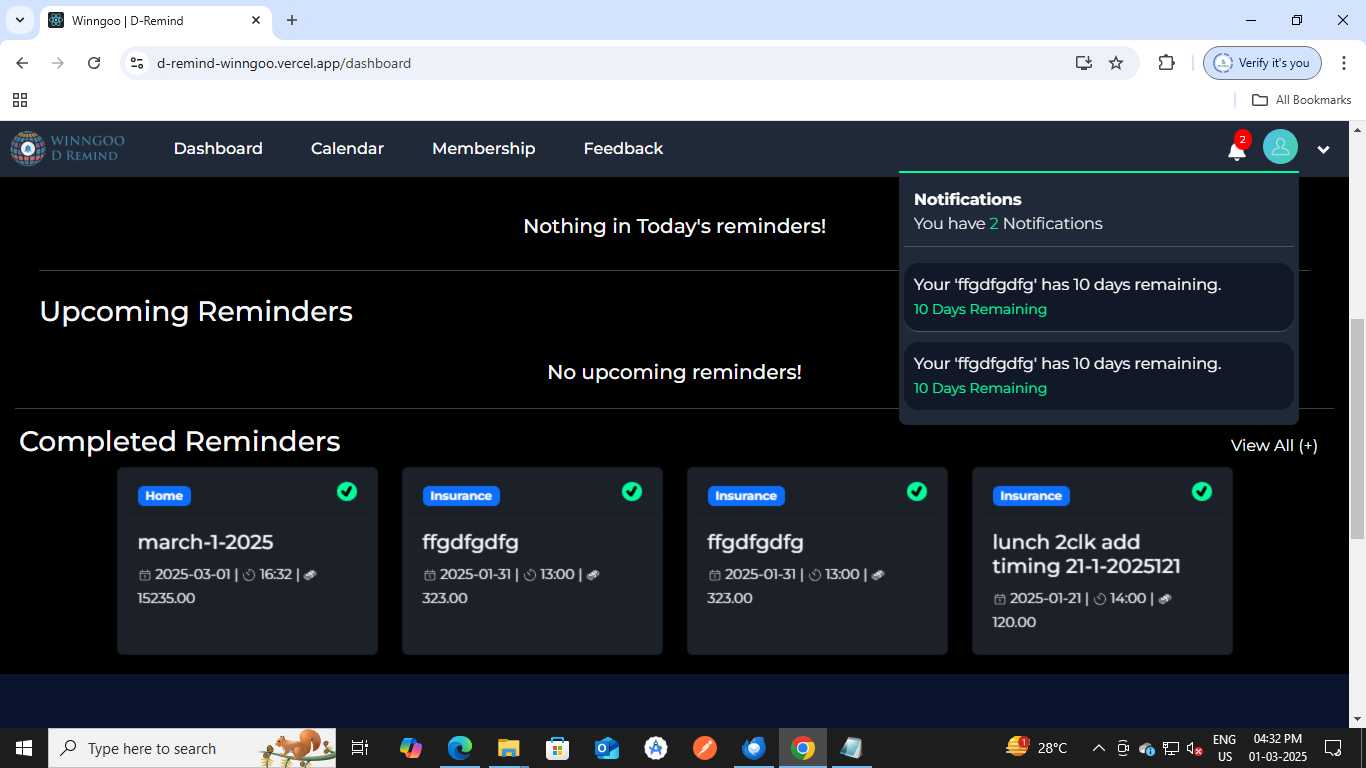 Winngoo | D-Remind
d-remind-winngoo.vercel.app/dashboard
Verify it's you
All Bookmarks
WINNGOO
D REMIND
Dashboard
Calendar
Membership
Feedback
2
Notifications
You have 2 Notifications
Your 'ffgdfgdfg' has 10 days remaining.
10 Days Remaining
Your 'ffgdfgdfg' has 10 days remaining.
10 Days Remaining
Nothing in Today's reminders!
Upcoming Reminders
No upcoming reminders!
Completed Reminders
View All (+)
Home
march-1-2025
2025-03-01 | 16:32 |
15235.00
Insurance
ffgdfgdfg
2025-01-31 | 13:00 |
323.00
Insurance
ffgdfgdfg
2025-01-31 | 13:00 |
323.00
Insurance
lunch 2clk add
timing 21-1-2025121
2025-01-21 | 14:00 |
120.00
Type here to search
28°C
ENG
US
04:32 PM
01-03-2025